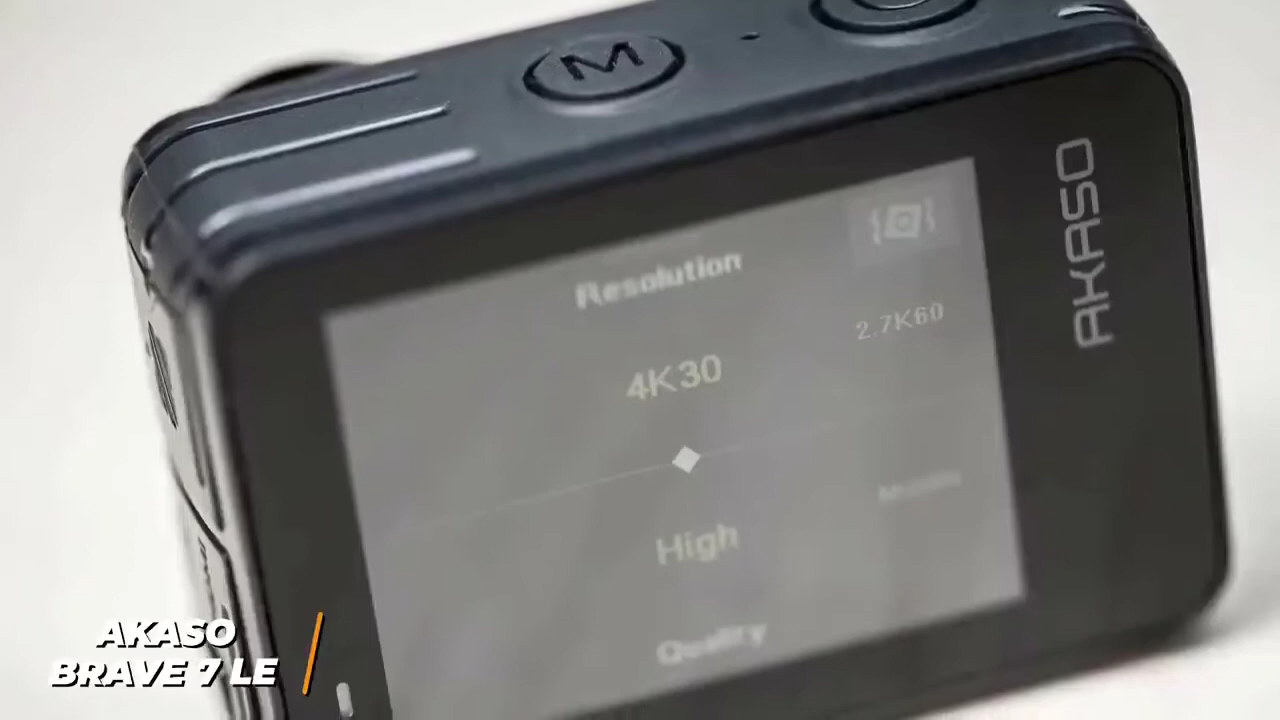 M
AKASO
Resolution
2.7K60
4K30
High
Quality
AKASO
BRAVE 7 LE